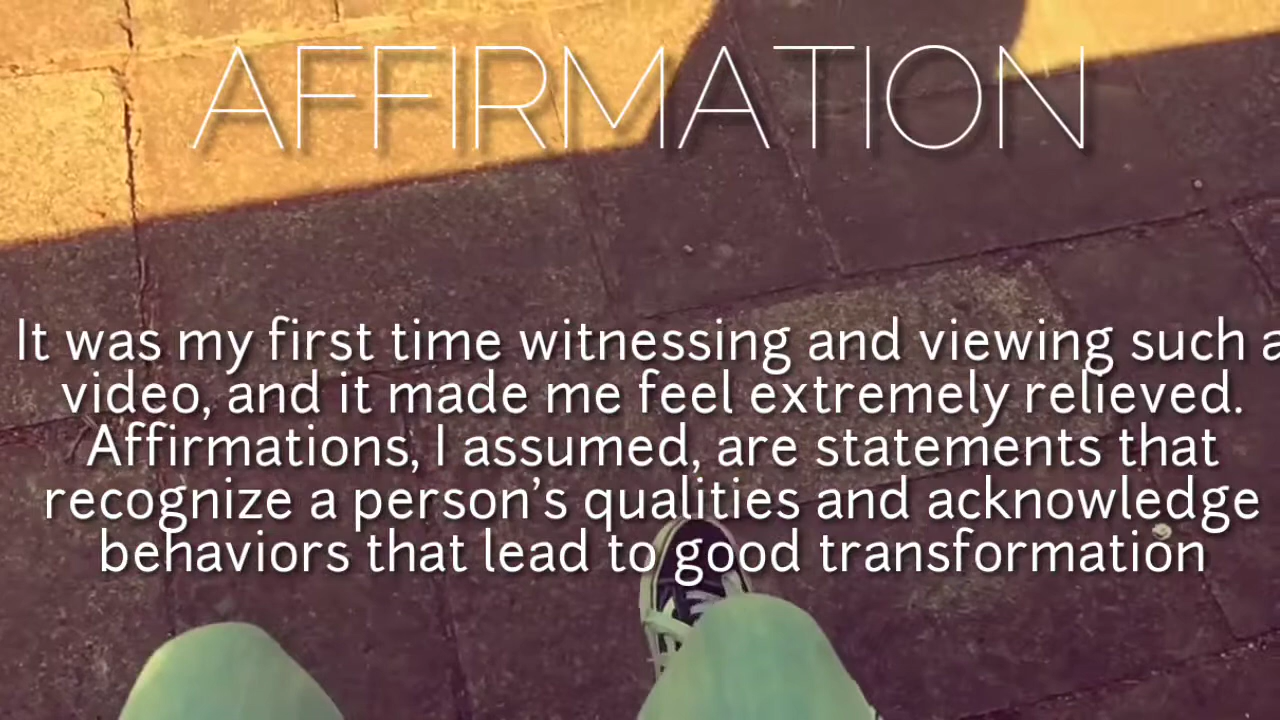 AFFIRMATION
It was my first time witnessing and viewing such a
video, and it made me feel extremely relieved.
Affirmations, I assumed, are statements that
recognize a person’s qualities and acknowledge
behaviors that lead to good transformation